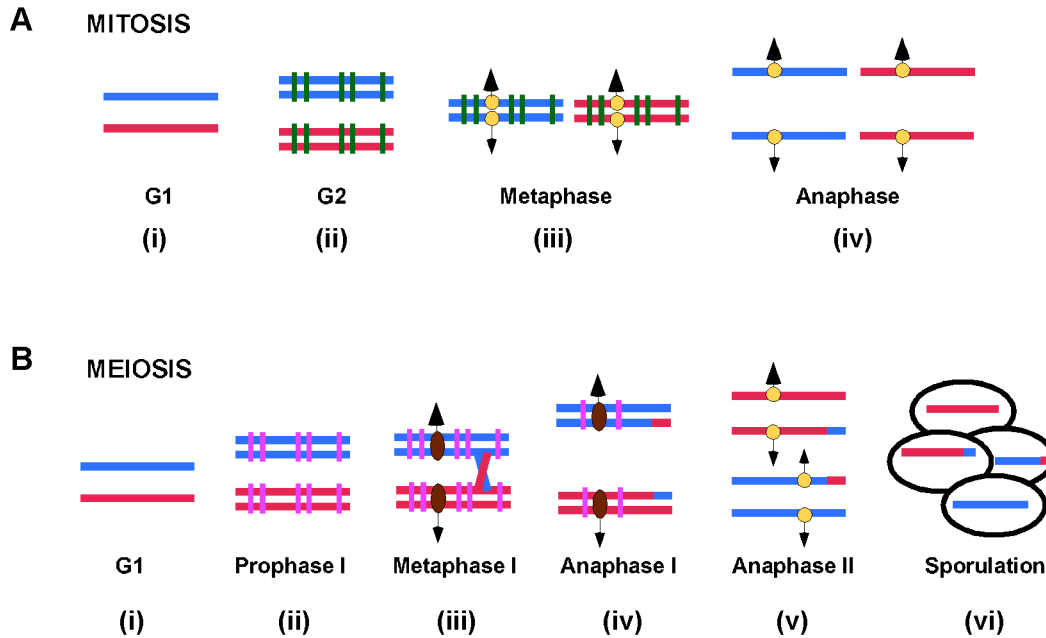 A MITOSIS
G1 G2 Metaphase Anaphase
(i) (ii) (iii) (iv)
B MEIOSIS
G1 Prophase I Metaphase I Anaphase I Anaphase II Sporulation
(i) (ii) (iii) (iv) (v) (vi)